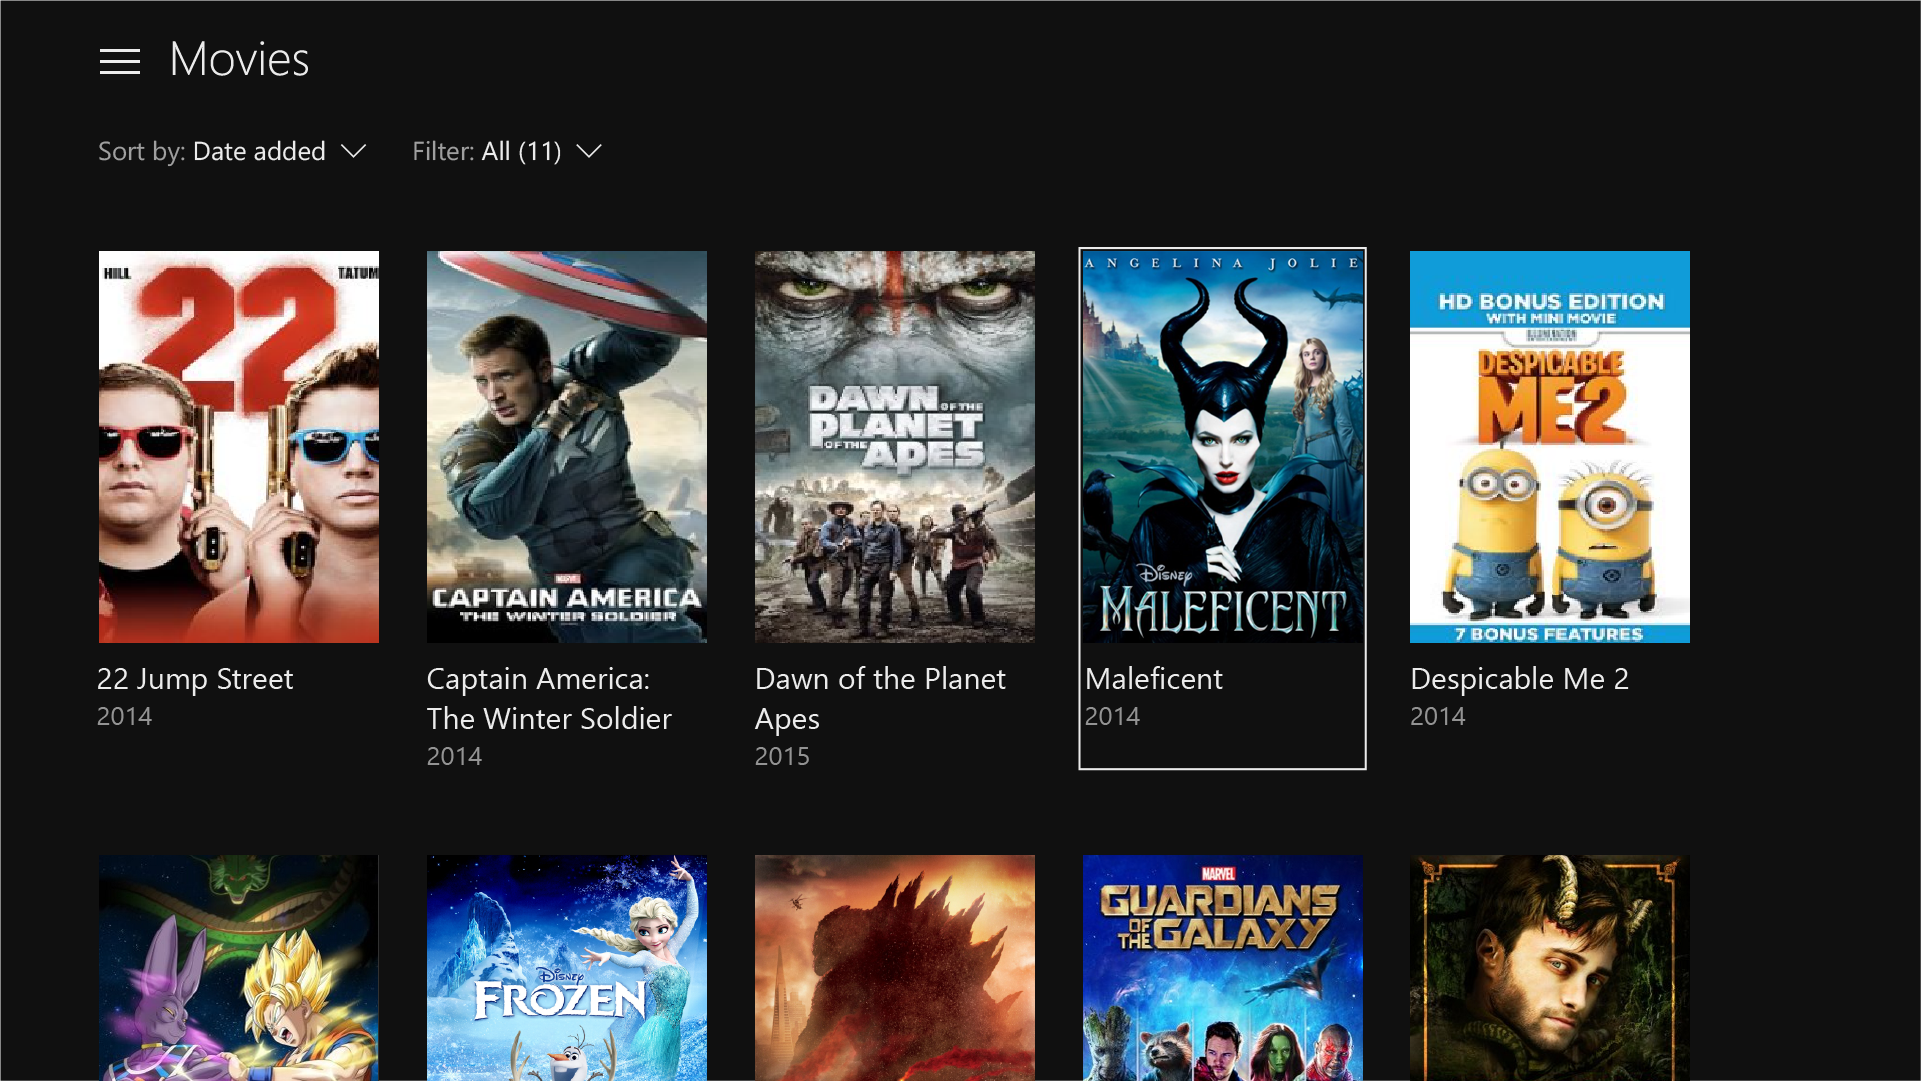 Movies
Sort by: Date added
Filter: All (11)
HILL
TATUM
22
MARVEL
CAPTAIN AMERICA
THE WINTER SOLDIER
DAWN OF THE
PLANET
OF THE APES
ANGELINA JOLIE
Disney
MALEFICENT
HD BONUS EDITION
WITH MINI MOVIE
ILLUMINATION
DESPICABLE
ME 2
7 BONUS FEATURES
22 Jump Street
2014
Captain America:
The Winter Soldier
2014
Dawn of the Planet
Apes
2015
Maleficent
2014
Despicable Me 2
2014
Disney
FROZEN
MARVEL
GUARDIANS
OF THE GALAXY